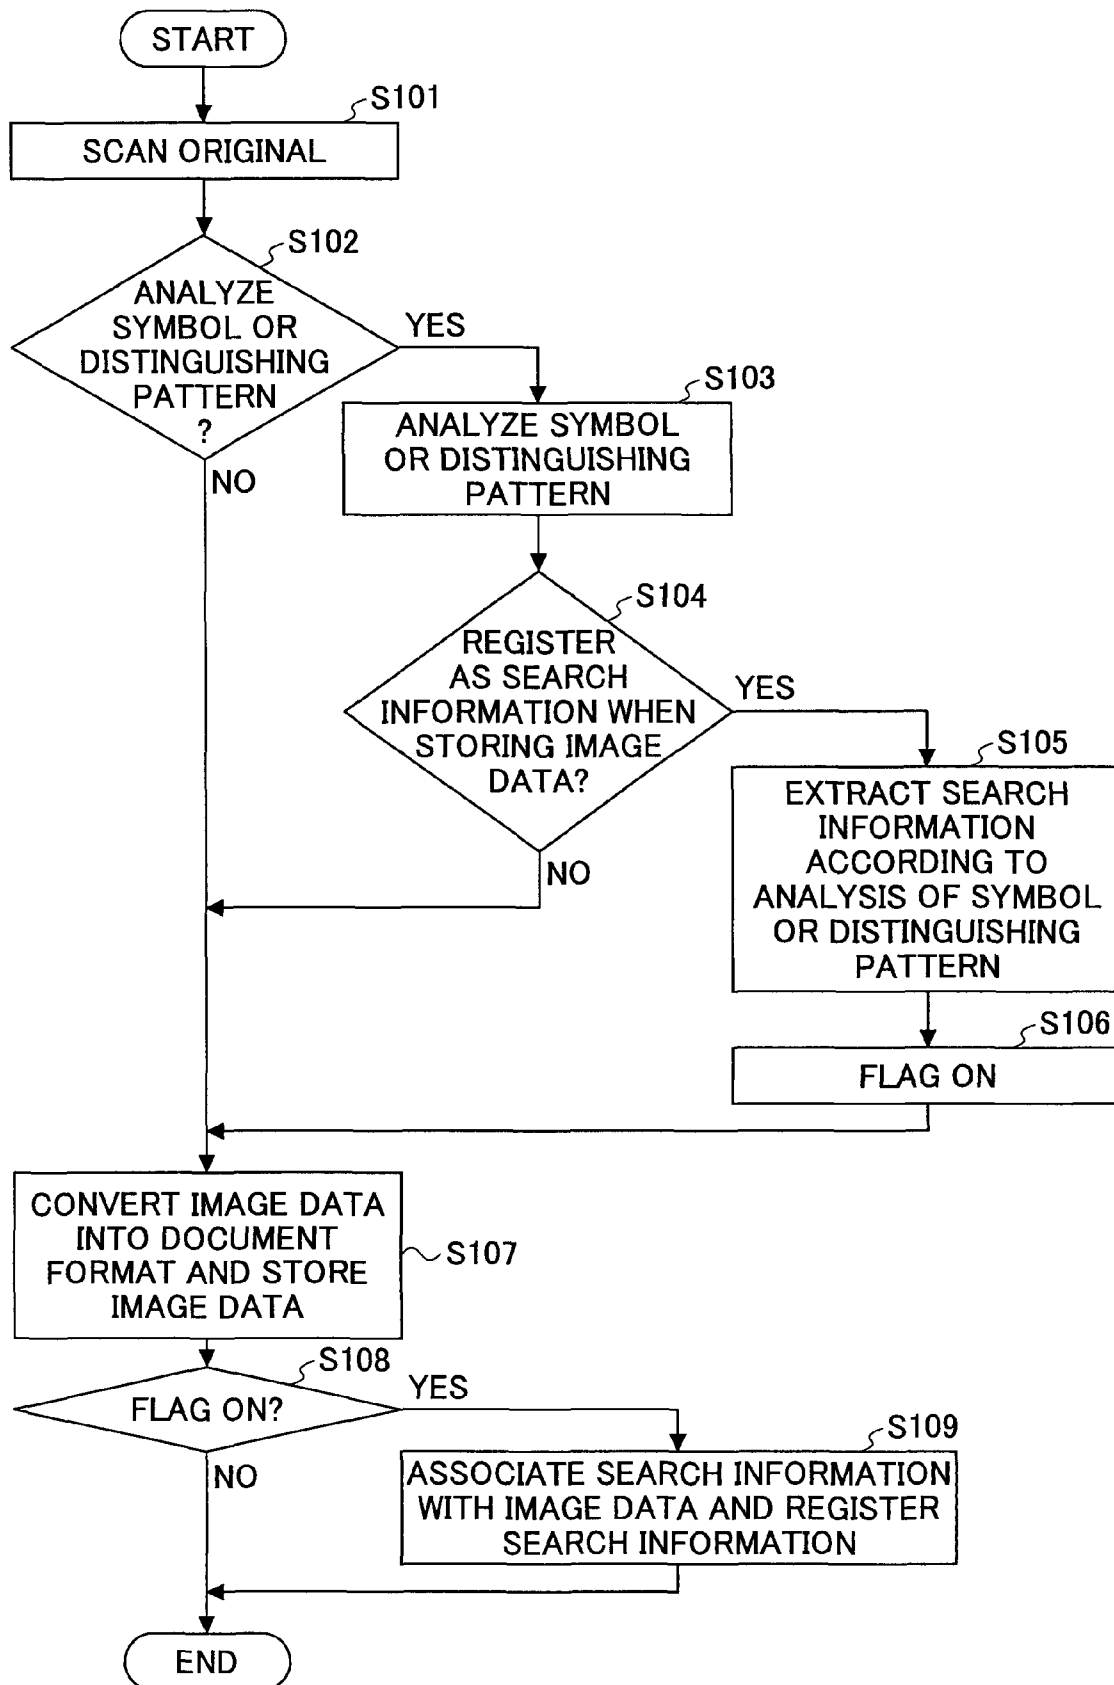 START
S101
SCAN ORIGINAL
S102
ANALYZE
SYMBOL OR
DISTINGUISHING
PATTERN
?
YES
NO
S103
ANALYZE SYMBOL
OR DISTINGUISHING
PATTERN
S104
REGISTER
AS SEARCH
INFORMATION WHEN
STORING IMAGE
DATA?
YES
NO
S105
EXTRACT SEARCH
INFORMATION
ACCORDING TO
ANALYSIS OF SYMBOL
OR DISTINGUISHING
PATTERN
S106
FLAG ON
CONVERT IMAGE DATA
INTO DOCUMENT
FORMAT AND STORE
IMAGE DATA
S107
S108
FLAG ON?
YES
NO
S109
ASSOCIATE SEARCH INFORMATION
WITH IMAGE DATA AND REGISTER
SEARCH INFORMATION
END